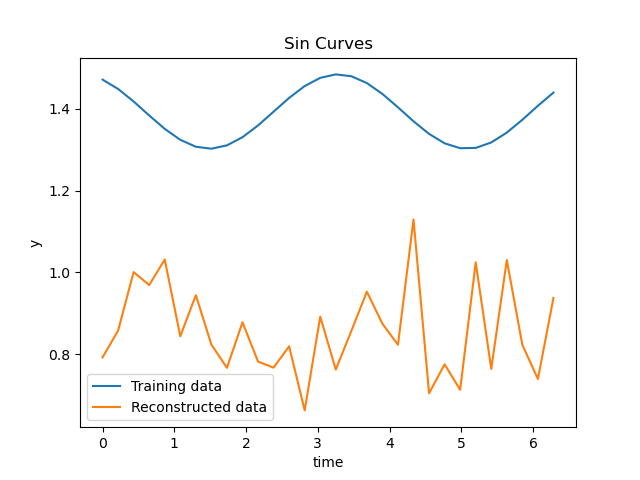 Sin Curves
1.4
1.2
1.0
0.8
y
Training data
Reconstructed data
0 1 2 3 4 5 6
time